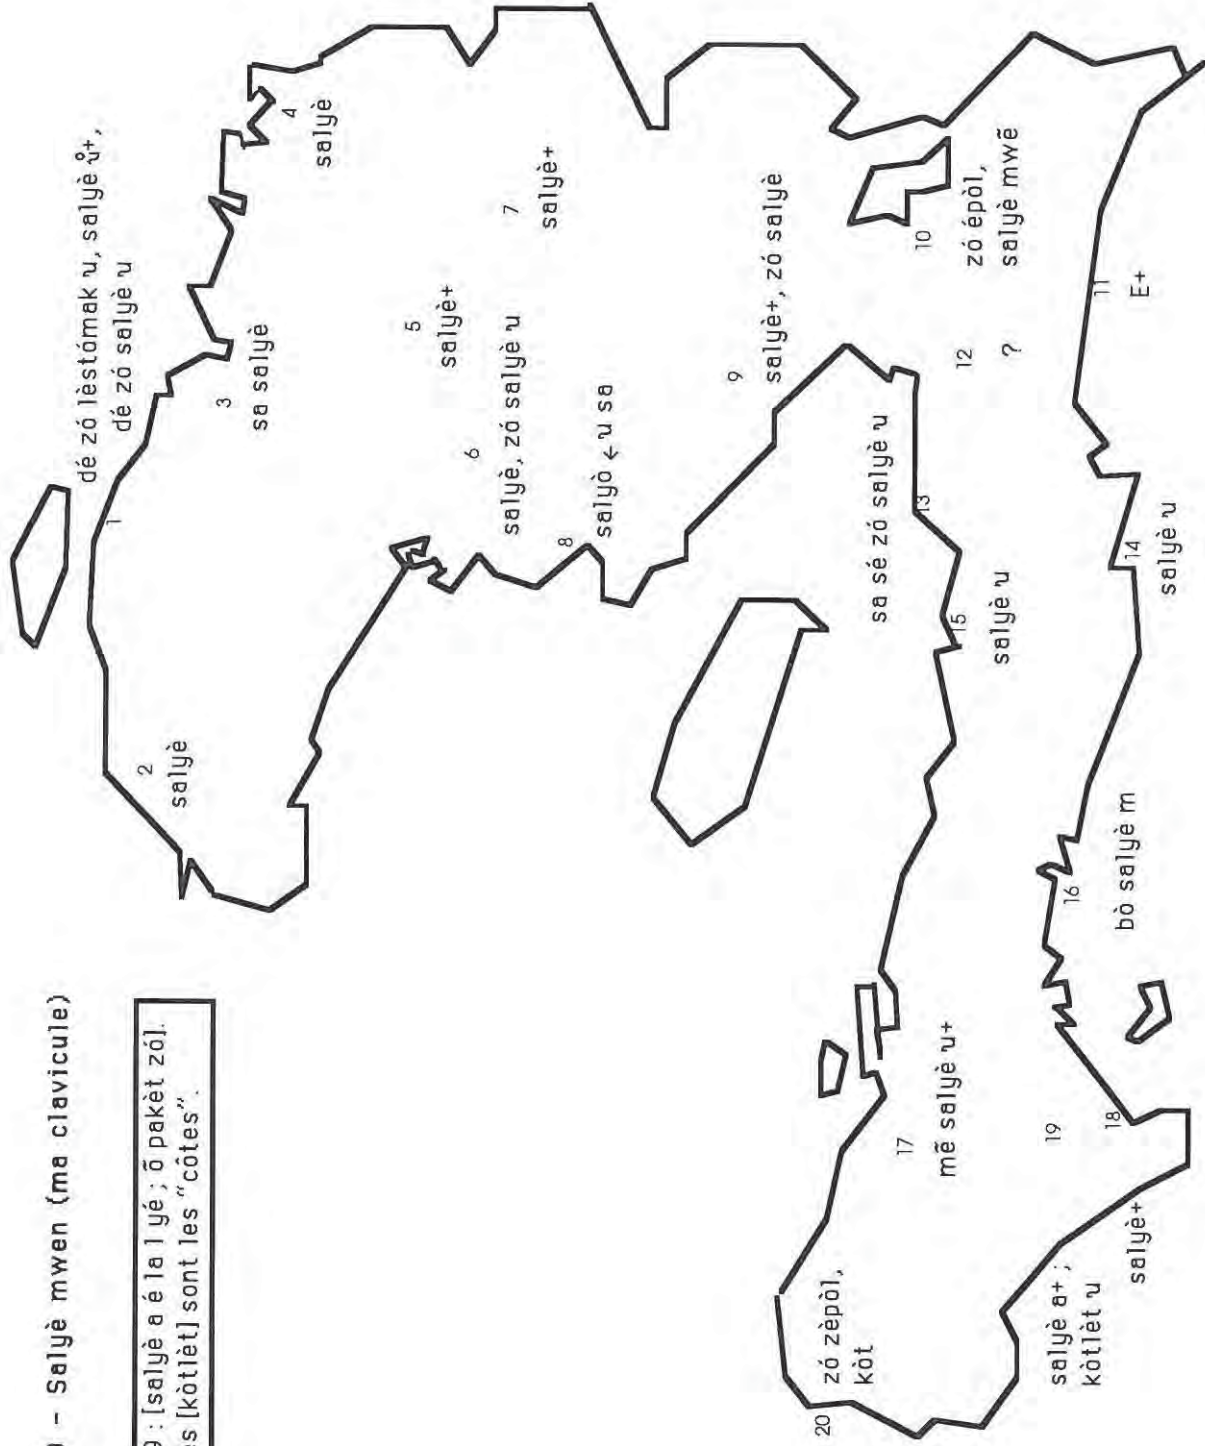 - Salyè mwen (ma clavicule)
: [salyè a é la l yé ; õ pakèt zó].
[kòtlèt] sont les "côtes".
1
dé zó lèstómak
dé zó salyè
2
salyè
3
sa salyè
4
salyè
5
salyè+
6
salyè, zó salyè
7
salyè+
8
salyò ← sa
9
salyè+, zó salyè
10
zó épòl,
salyè mwẽ
11
E+
12
?
13
sa sé zó salyè
14
salyè
15
salyè
16
bò salyè m
17
mẽ salyè
18
salyè+
19
salyè a+ ;
kòtlèt
20
zó zèpòl,
kòt